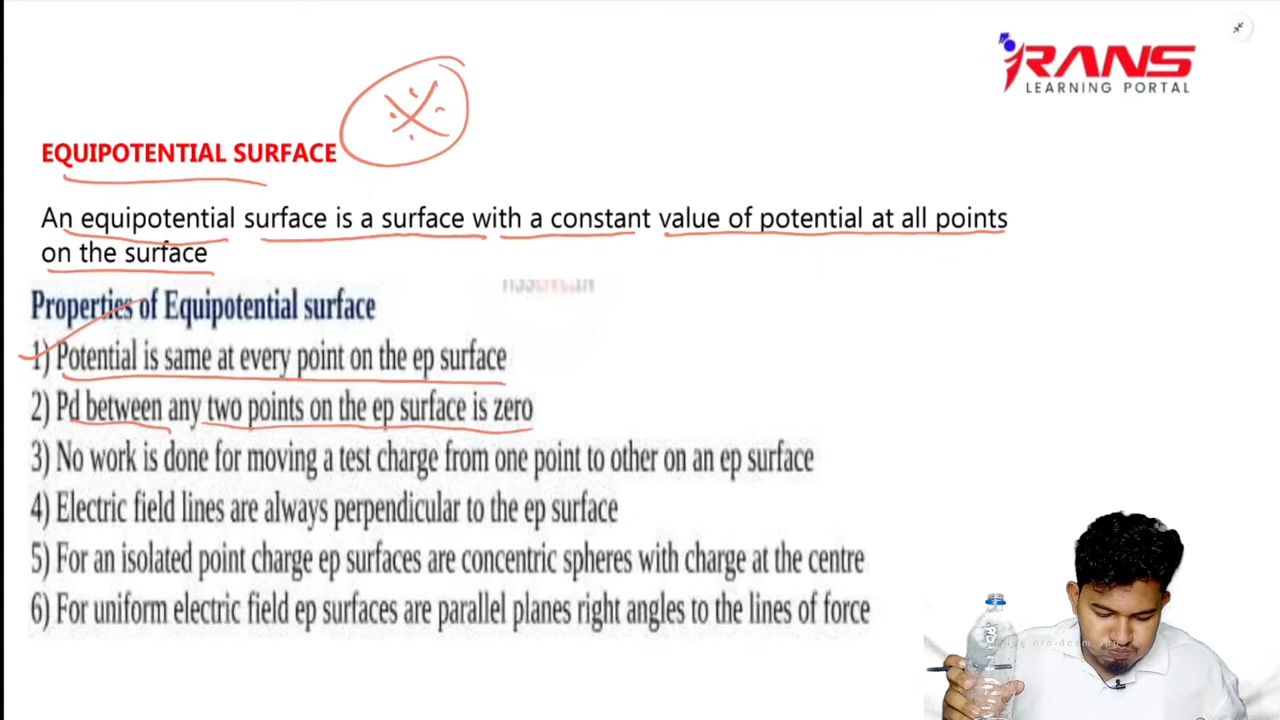 RANS
LEARNING PORTAL
EQUIPOTENTIAL SURFACE
An equipotential surface is a surface with a constant value of potential at all points
on the surface
Properties of Equipotential surface
1) Potential is same at every point on the ep surface
2) Pd between any two points on the ep surface is zero
3) No work is done for moving a test charge from one point to other on an ep surface
4) Electric field lines are always perpendicular to the ep surface
5) For an isolated point charge ep surfaces are concentric spheres with charge at the centre
6) For uniform electric field ep surfaces are parallel planes right angles to the lines of force